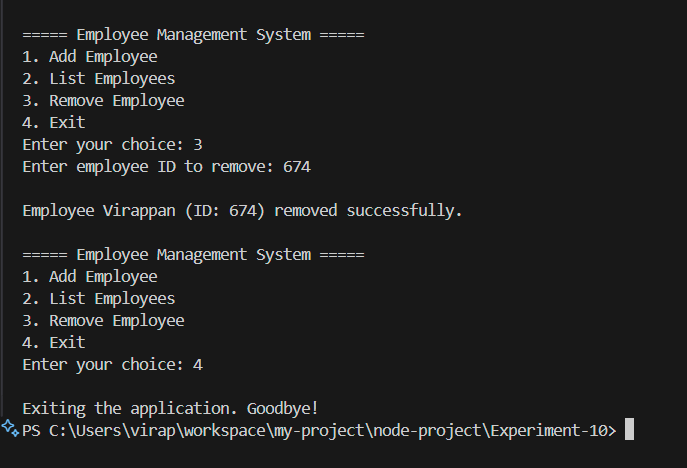 ===== Employee Management System =====
1. Add Employee
2. List Employees
3. Remove Employee
4. Exit
Enter your choice: 3
Enter employee ID to remove: 674
Employee Virappan (ID: 674) removed successfully.
===== Employee Management System =====
1. Add Employee
2. List Employees
3. Remove Employee
4. Exit
Enter your choice: 4
Exiting the application. Goodbye!
PS C:\Users\virap\workspace\my-project\node-project\Experiment-10>